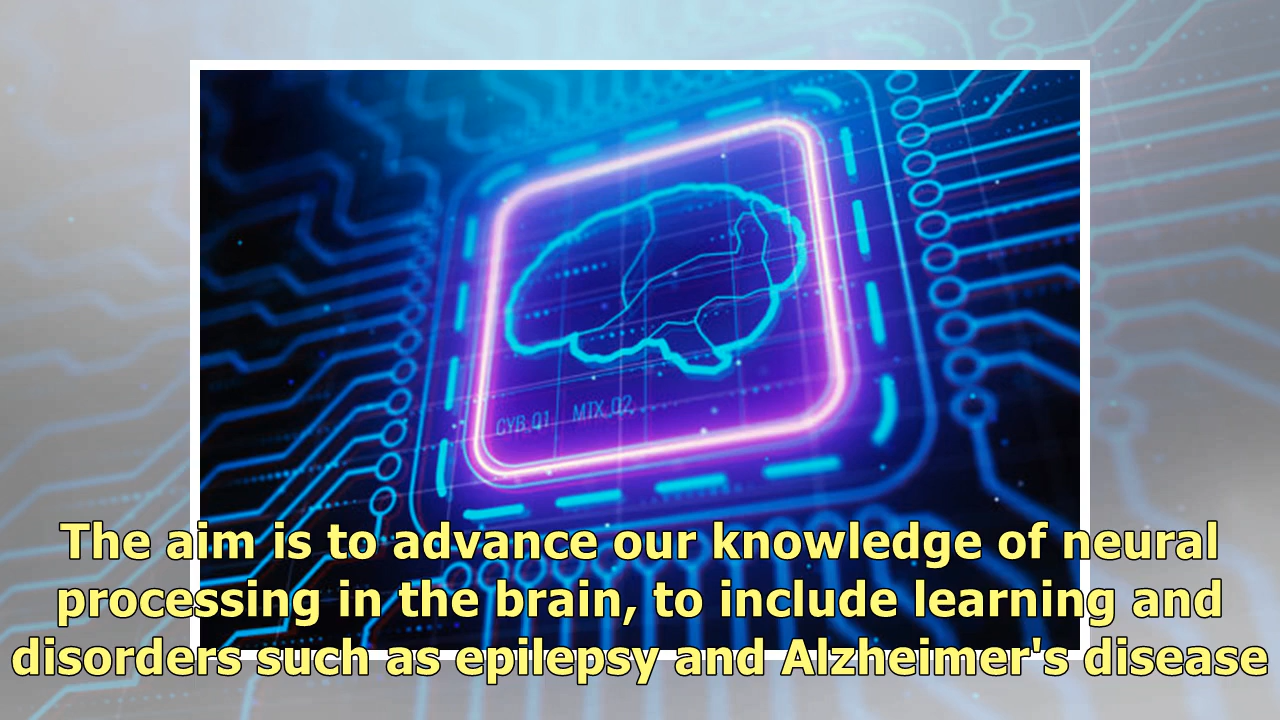 CYB_01 MTX_02
The aim is to advance our knowledge of neural
processing in the brain, to include learning and
disorders such as epilepsy and Alzheimer's disease